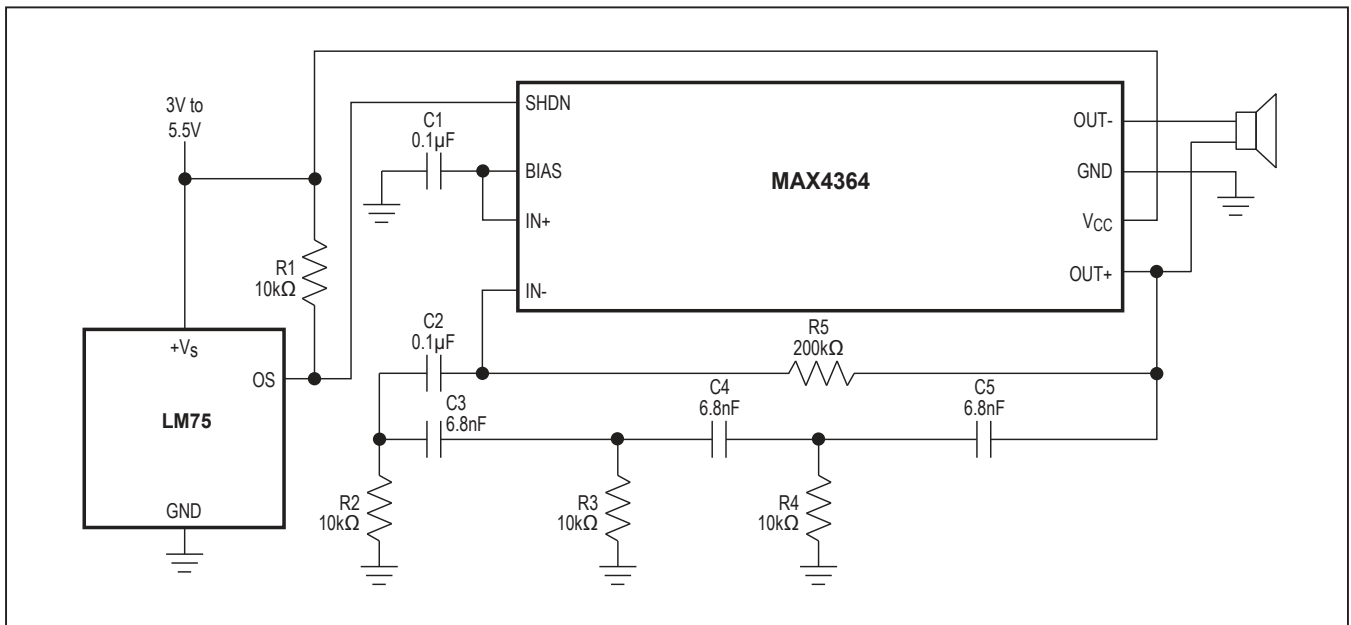 3V to
5.5V
C1
0.1µF
SHDN
BIAS
IN+
IN-
MAX4364
OUT-
GND
VCC
OUT+
R1
10kΩ
+VS
OS
LM75
GND
C2
0.1µF
R5
200kΩ
C3
6.8nF
C4
6.8nF
C5
6.8nF
R2
10kΩ
R3
10kΩ
R4
10kΩ